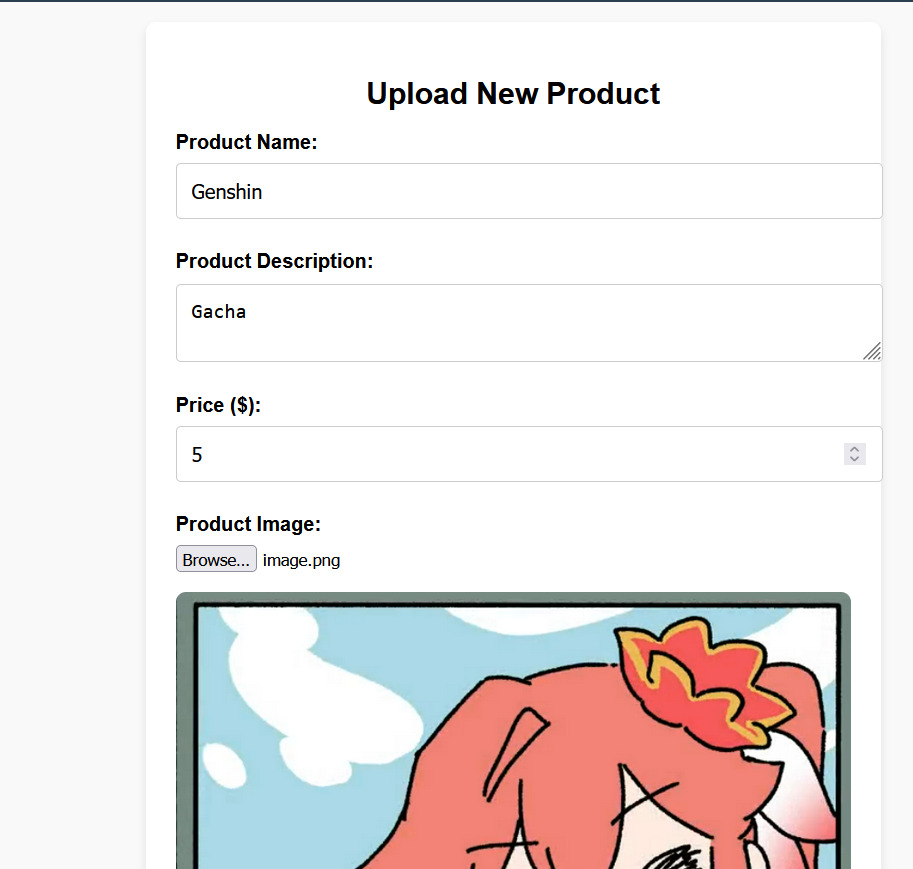 Upload New Product
Product Name:
Genshin
Product Description:
Gacha
Price ($):
5
Product Image:
Browse... image.png